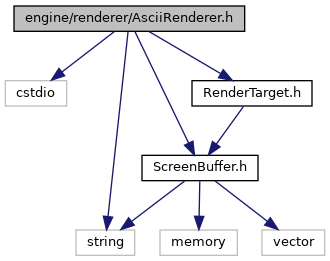 engine/renderer/AsciiRenderer.h
cstdio
RenderTarget.h
ScreenBuffer.h
string
memory
vector